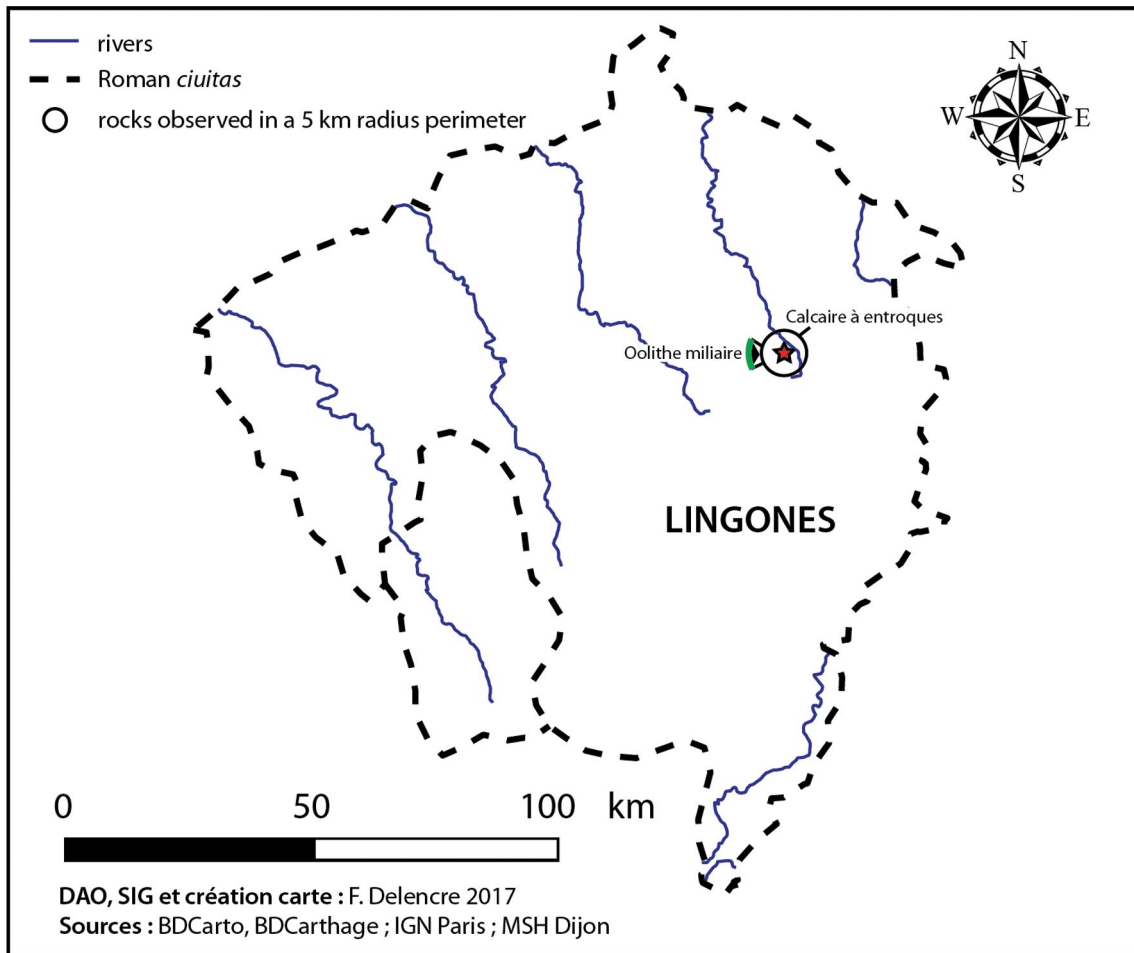 rivers
Roman ciuitas
rocks observed in a 5 km radius perimeter
N
W E
S
Calcaire à entroques
Oolithe miliaire
LINGONES
0 50 100 km
DAO, SIG et création carte : F. Delencre 2017
Sources : BDCarto, BDCarthage ; IGN Paris ; MSH Dijon